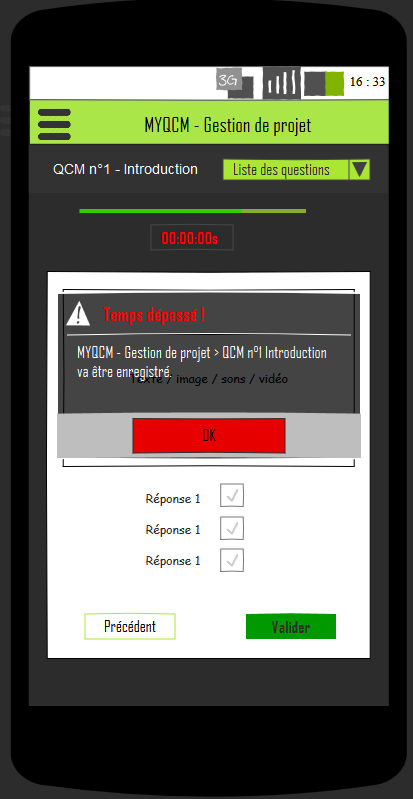 3G 16 : 33
MYQCM - Gestion de projet
QCM n°1 - Introduction Liste des questions
00:00:00s
Temps dépassé !
MYQCM - Gestion de projet > QCM n°1 Introduction
va être enregistré.
Texte / image / sons / vidéo
OK
Réponse 1
Réponse 1
Réponse 1
Précédent Valider